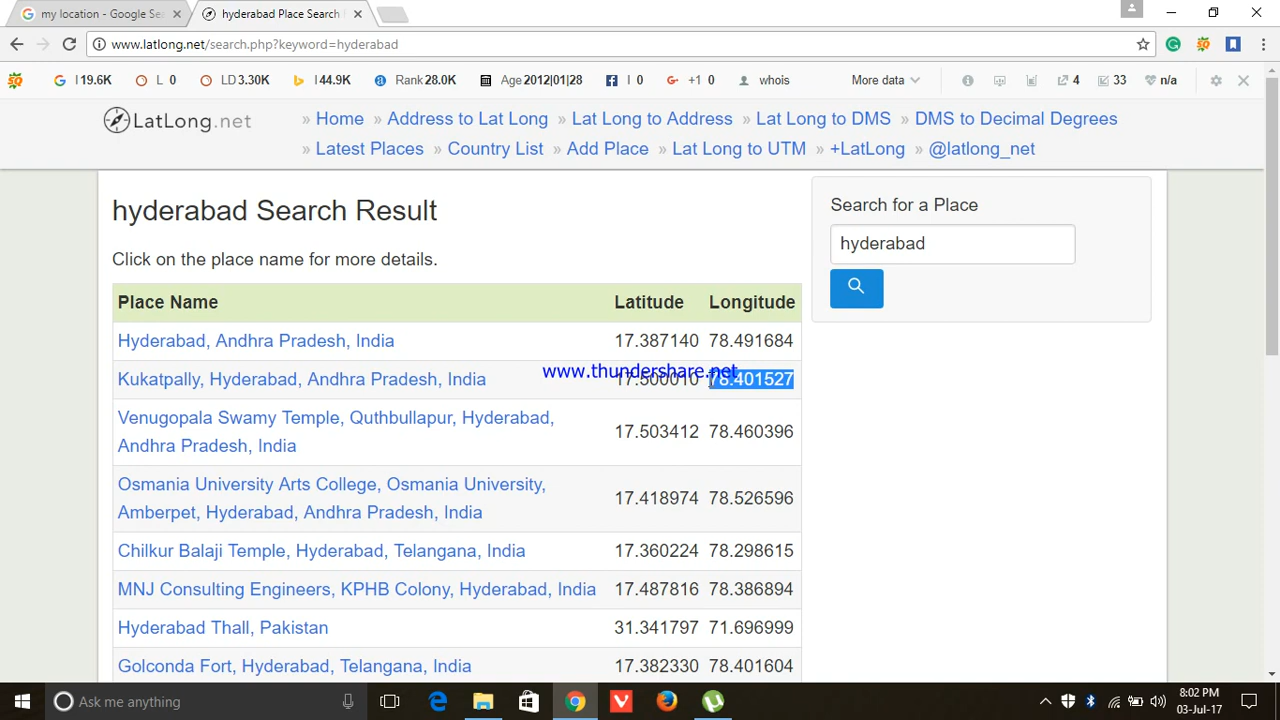 my location - Google Sea
hyderabad Place Search
www.latlong.net/search.php?keyword=hyderabad
I 19.6K L 0 LD 3.30K I 44.9K Rank 28.0K Age 2012|01|28 I 0 +1 0 whois More data 4 33 n/a
LatLong.net
» Home » Address to Lat Long » Lat Long to Address » Lat Long to DMS » DMS to Decimal Degrees
» Latest Places » Country List » Add Place » Lat Long to UTM » +LatLong » @latlong_net
hyderabad Search Result
Click on the place name for more details.
Place Name Latitude Longitude
Hyderabad, Andhra Pradesh, India 17.387140 78.491684
www.thundershare.net
Kukatpally, Hyderabad, Andhra Pradesh, India 17.500010 78.401527
Venugopala Swamy Temple, Quthbullapur, Hyderabad,
Andhra Pradesh, India 17.503412 78.460396
Osmania University Arts College, Osmania University,
Amberpet, Hyderabad, Andhra Pradesh, India 17.418974 78.526596
Chilkur Balaji Temple, Hyderabad, Telangana, India 17.360224 78.298615
MNJ Consulting Engineers, KPHB Colony, Hyderabad, India 17.487816 78.386894
Hyderabad Thall, Pakistan 31.341797 71.696999
Golconda Fort, Hyderabad, Telangana, India 17.382330 78.401604
Search for a Place
hyderabad
Ask me anything
8:02 PM
03-Jul-17